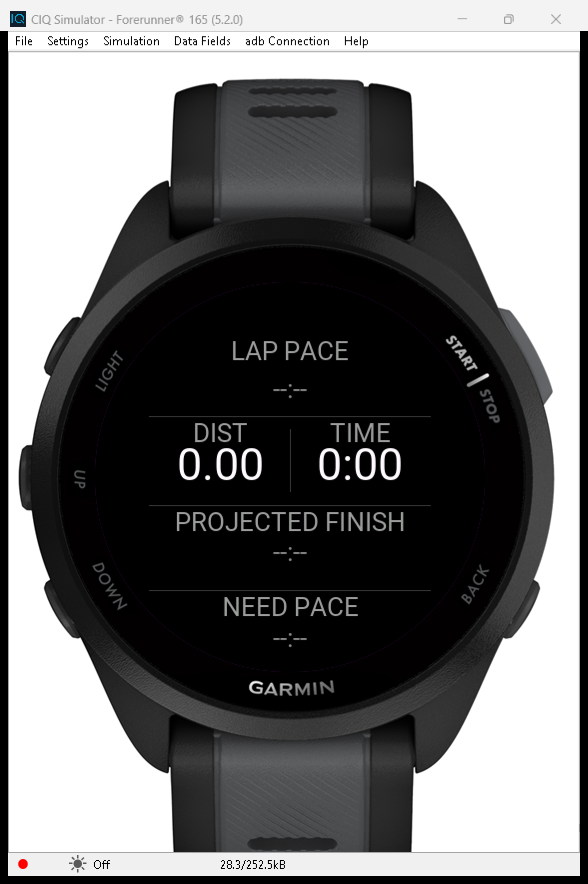 CIQ Simulator - Forerunner® 165 (5.2.0)
File Settings Simulation Data Fields adb Connection Help
LAP PACE
--:--
START
STOP
LIGHT
DIST TIME
0.00 0:00
UP
PROJECTED FINISH
--:--
DOWN
BACK
NEED PACE
--:--
GARMIN
Off 28.3/252.5kB